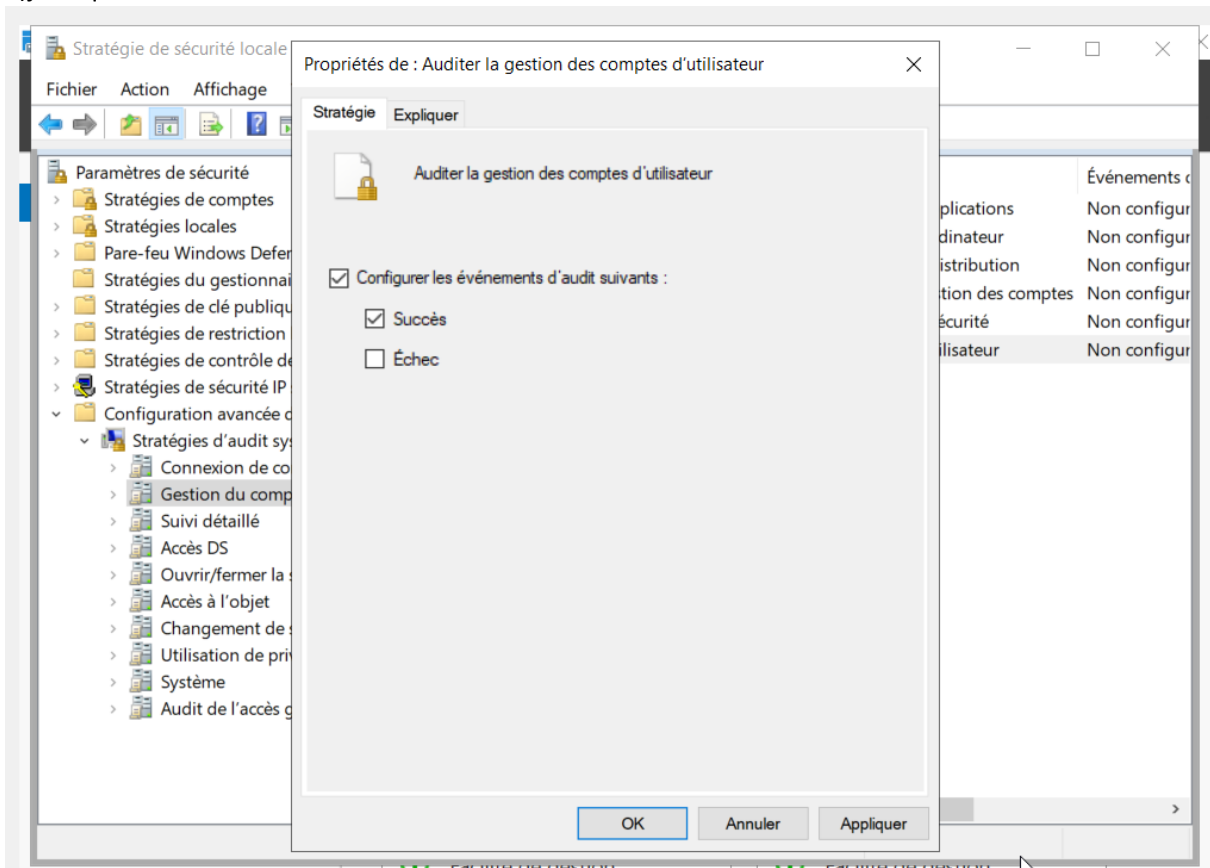 Stratégie de sécurité locale
Propriétés de : Auditer la gestion des comptes d'utilisateur
Fichier Action Affichage
Stratégie Expliquer
Auditer la gestion des comptes d'utilisateur
Configurer les événements d'audit suivants :
Succès
Échec
OK Annuler Appliquer
Paramètres de sécurité
Stratégies de comptes
Stratégies locales
Pare-feu Windows Defen
Stratégies du gestionnai
Stratégies de clé publiqu
Stratégies de restriction
Stratégies de contrôle de
Stratégies de sécurité IP
Configuration avancée d
Stratégies d'audit sys
Connexion de co
Gestion du comp
Suivi détaillé
Accès DS
Ouvrir/fermer la s
Accès à l'objet
Changement de s
Utilisation de priv
Système
Audit de l'accès g
Événements d
plications Non configur
dinateur Non configur
istribution Non configur
stion des comptes Non configur
écurité Non configur
ilisateur Non configur